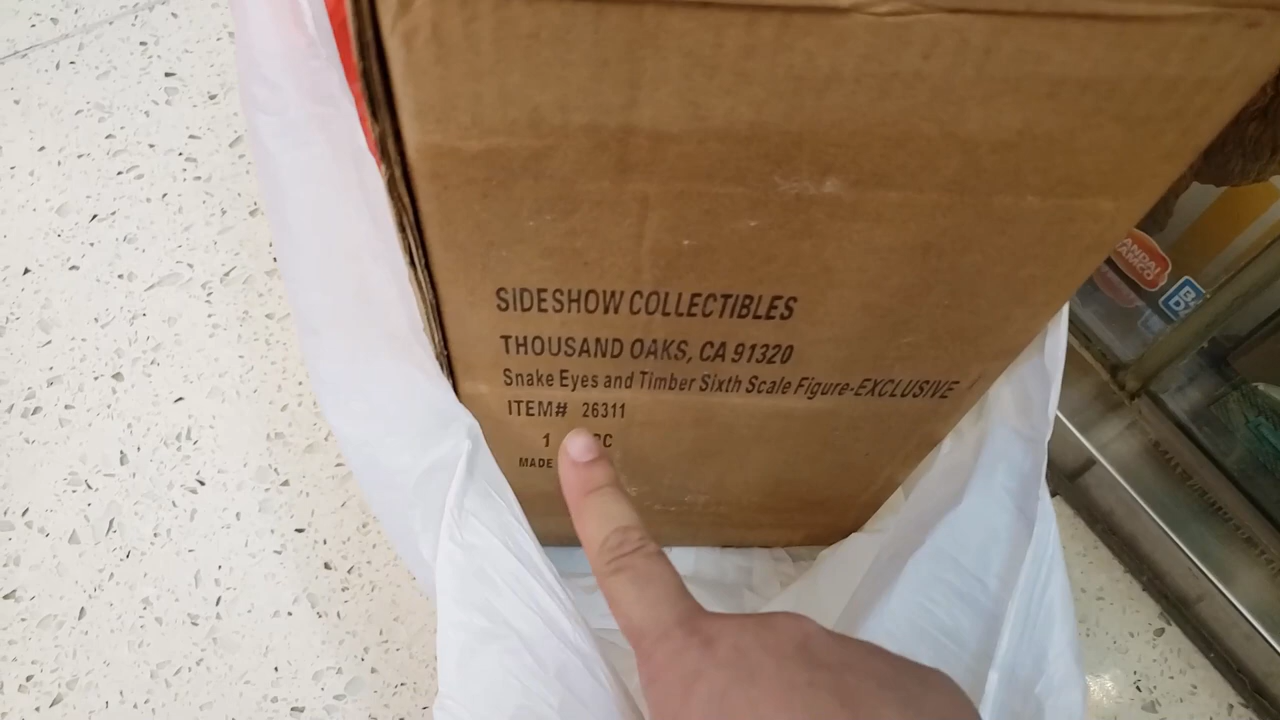 SIDESHOW COLLECTIBLES
THOUSAND OAKS, CA 91320
Snake Eyes and Timber Sixth Scale Figure-EXCLUSIVE
ITEM# 26311
1
MADE